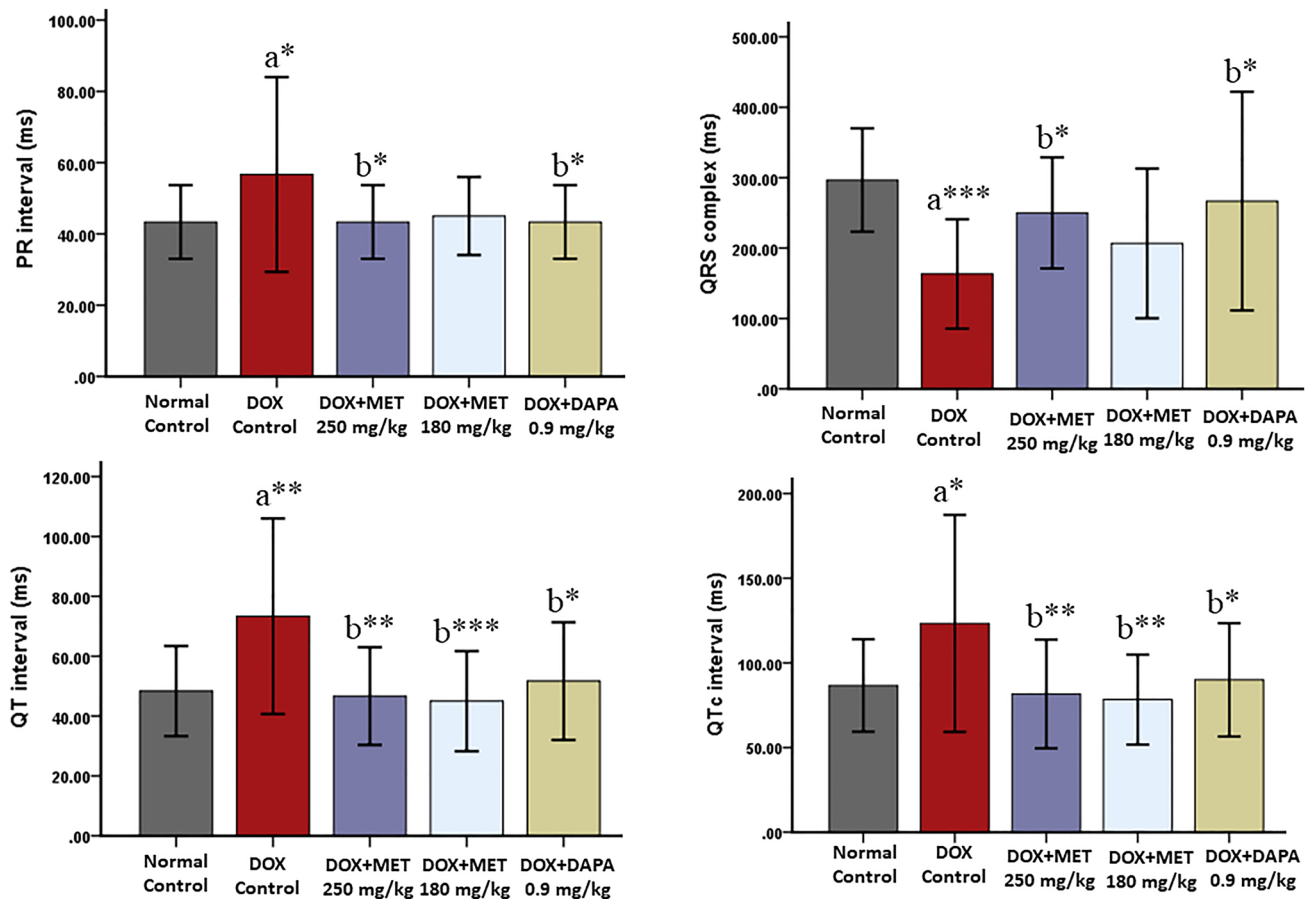 PR interval (ms)
100.00
80.00
60.00
40.00
20.00
.00
a*
b*
b*
Normal Control
DOX Control
DOX+MET 250 mg/kg
DOX+MET 180 mg/kg
DOX+DAPA 0.9 mg/kg
QRS complex (ms)
500.00
400.00
300.00
200.00
100.00
.00
a***
b*
b*
Normal Control
DOX Control
DOX+MET 250 mg/kg
DOX+MET 180 mg/kg
DOX+DAPA 0.9 mg/kg
QT interval (ms)
120.00
100.00
80.00
60.00
40.00
20.00
.00
a**
b**
b***
b*
Normal Control
DOX Control
DOX+MET 250 mg/kg
DOX+MET 180 mg/kg
DOX+DAPA 0.9 mg/kg
QTc interval (ms)
200.00
150.00
100.00
50.00
.00
a*
b**
b**
b*
Normal Control
DOX Control
DOX+MET 250 mg/kg
DOX+MET 180 mg/kg
DOX+DAPA 0.9 mg/kg